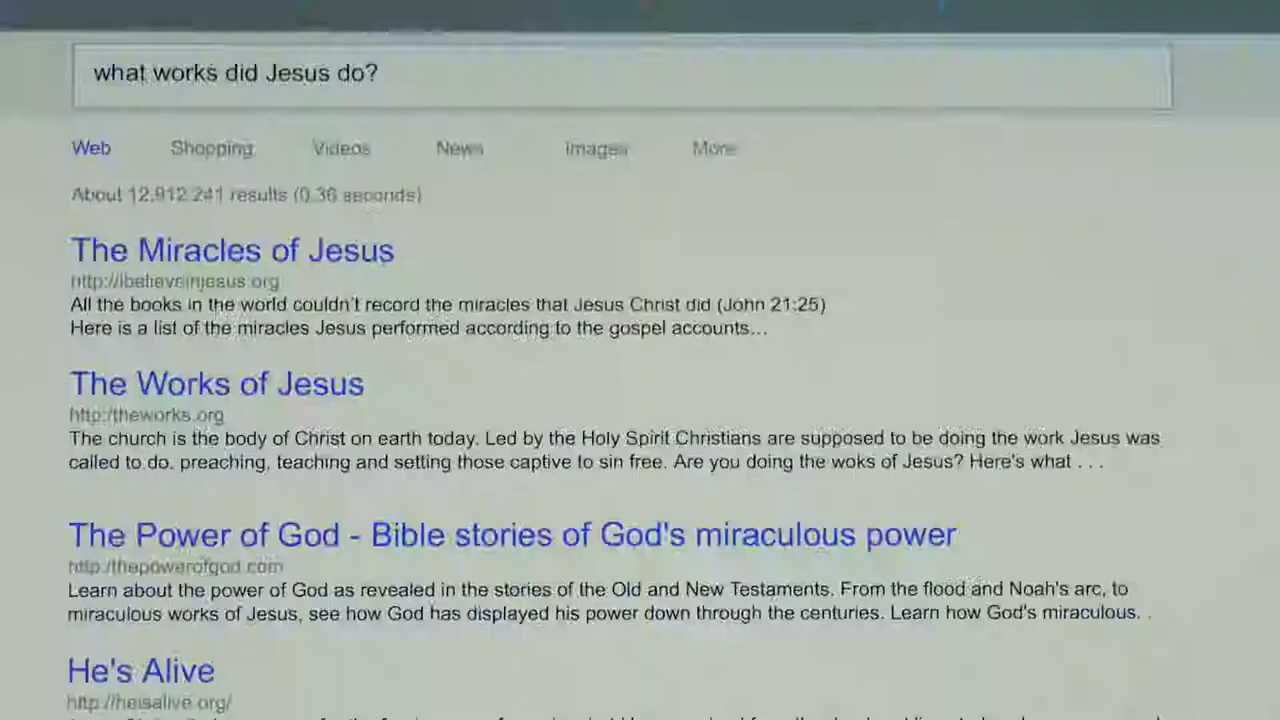 what works did Jesus do?
Web Shopping Videos News Images More
About 12,912,241 results (0.36 seconds)
The Miracles of Jesus
http://ibelieveinjesus.org
All the books in the world couldn't record the miracles that Jesus Christ did (John 21:25)
Here is a list of the miracles Jesus performed according to the gospel accounts...
The Works of Jesus
http:/theworks.org
The church is the body of Christ on earth today. Led by the Holy Spirit Christians are supposed to be doing the work Jesus was
called to do, preaching, teaching and setting those captive to sin free. Are you doing the woks of Jesus? Here's what . . .
The Power of God - Bible stories of God's miraculous power
http:/thepowerofgod.com
Learn about the power of God as revealed in the stories of the Old and New Testaments. From the flood and Noah's arc, to
miraculous works of Jesus, see how God has displayed his power down through the centuries. Learn how God's miraculous. .
He's Alive
http://heisalive.org/